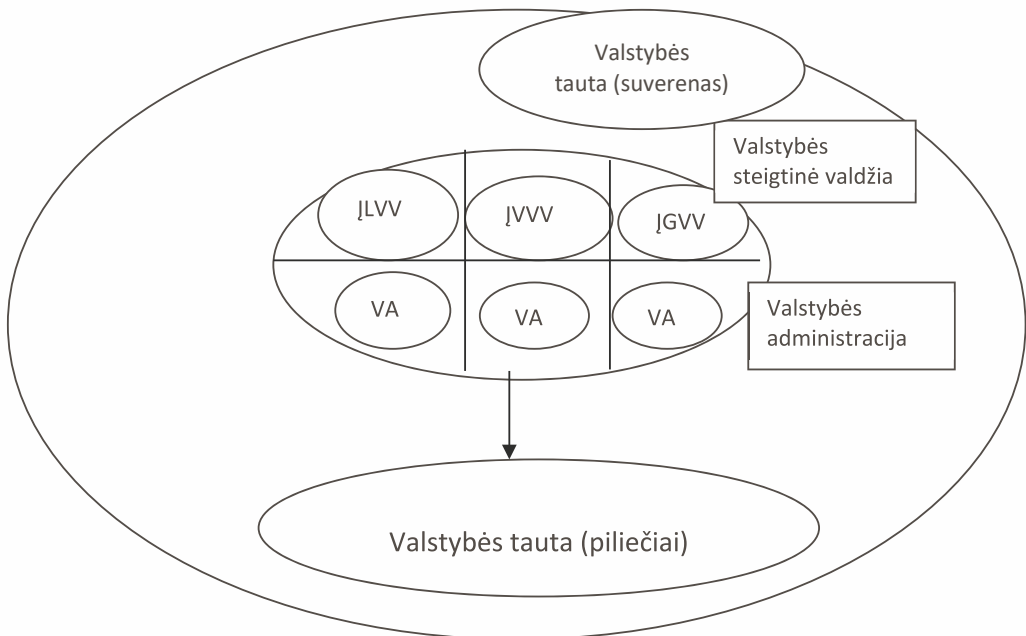 Valstybės
tauta (suverenas)
Valstybės
steigtinė valdžia
ĮLVV
ĮVVV
ĮGVV
VA
VA
VA
Valstybės
administracija
Valstybės tauta (piliečiai)